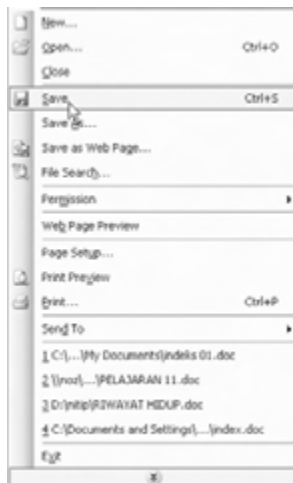 New...
Open... Ctrl+O
Close
Save Ctrl+S
Save As...
Save as Web Page...
File Search...
Permission
Web Page Preview
Page Setup...
Print Preview
Print... Ctrl+P
Send To
1 C:\...\My Documents\indeks 01.doc
2 \\noz\...\PELAJARAN 11.doc
3 D:\nitip\RIWAYAT HIDUP.doc
4 C:\Documents and Settings\...\index.doc
Exit